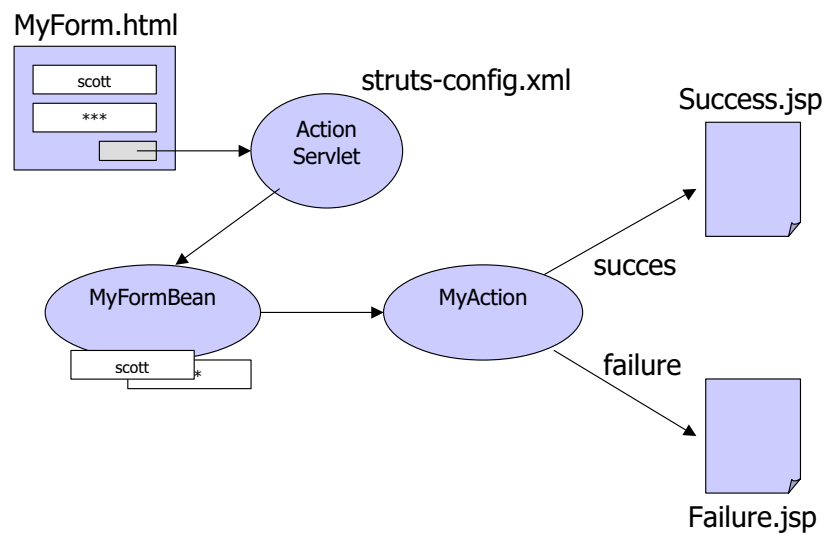 MyForm.html
scott
***
struts-config.xml
Action
Servlet
Success.jsp
MyFormBean
scott
*
MyAction
succes
failure
Failure.jsp